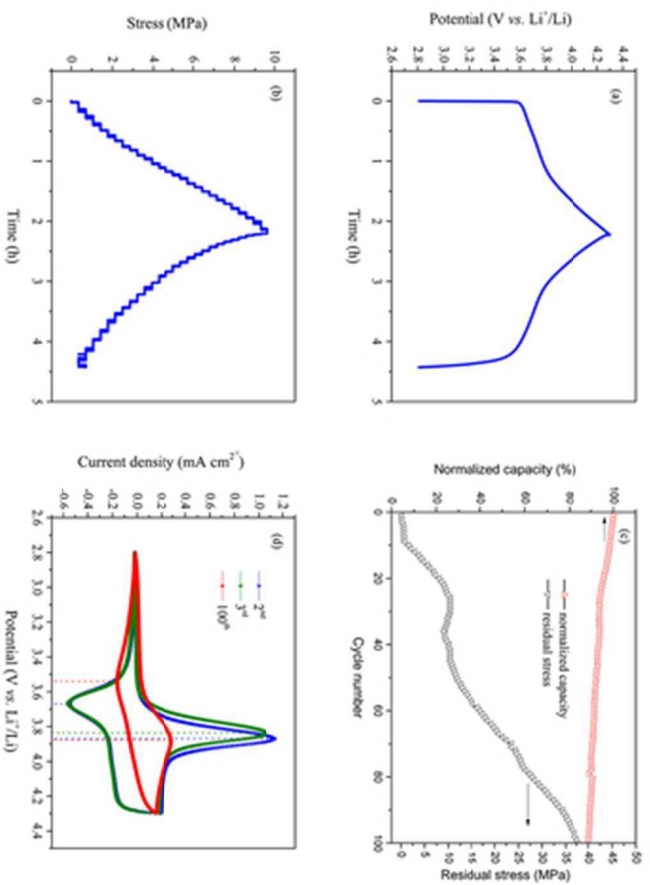 (a)
Potential (V vs. Li⁺/Li)
4.4
4.2
4.0
3.8
3.6
3.4
3.2
3.0
2.8
2.6
0 1 2 3 4 5
Time (h)
(b)
Stress (MPa)
10
8
6
4
2
0
0 1 2 3 4 5
Time (h)
(c)
Normalized capacity (%)
100
80
60
40
20
0
normalized capacity
residual stress
50
45
40
35
30
25
20
15
10
5
0
Residual stress (MPa)
0 20 40 60 80 100
Cycle number
(d)
Current density (mA cm²⁻)
1.2
1.0
0.8
0.6
0.4
0.2
0.0
-0.2
-0.4
-0.6
2ⁿᵈ
3ʳᵈ
100ᵗʰ
2.6 2.8 3.0 3.2 3.4 3.6 3.8 4.0 4.2 4.4
Potential (V vs. Li⁺/Li)